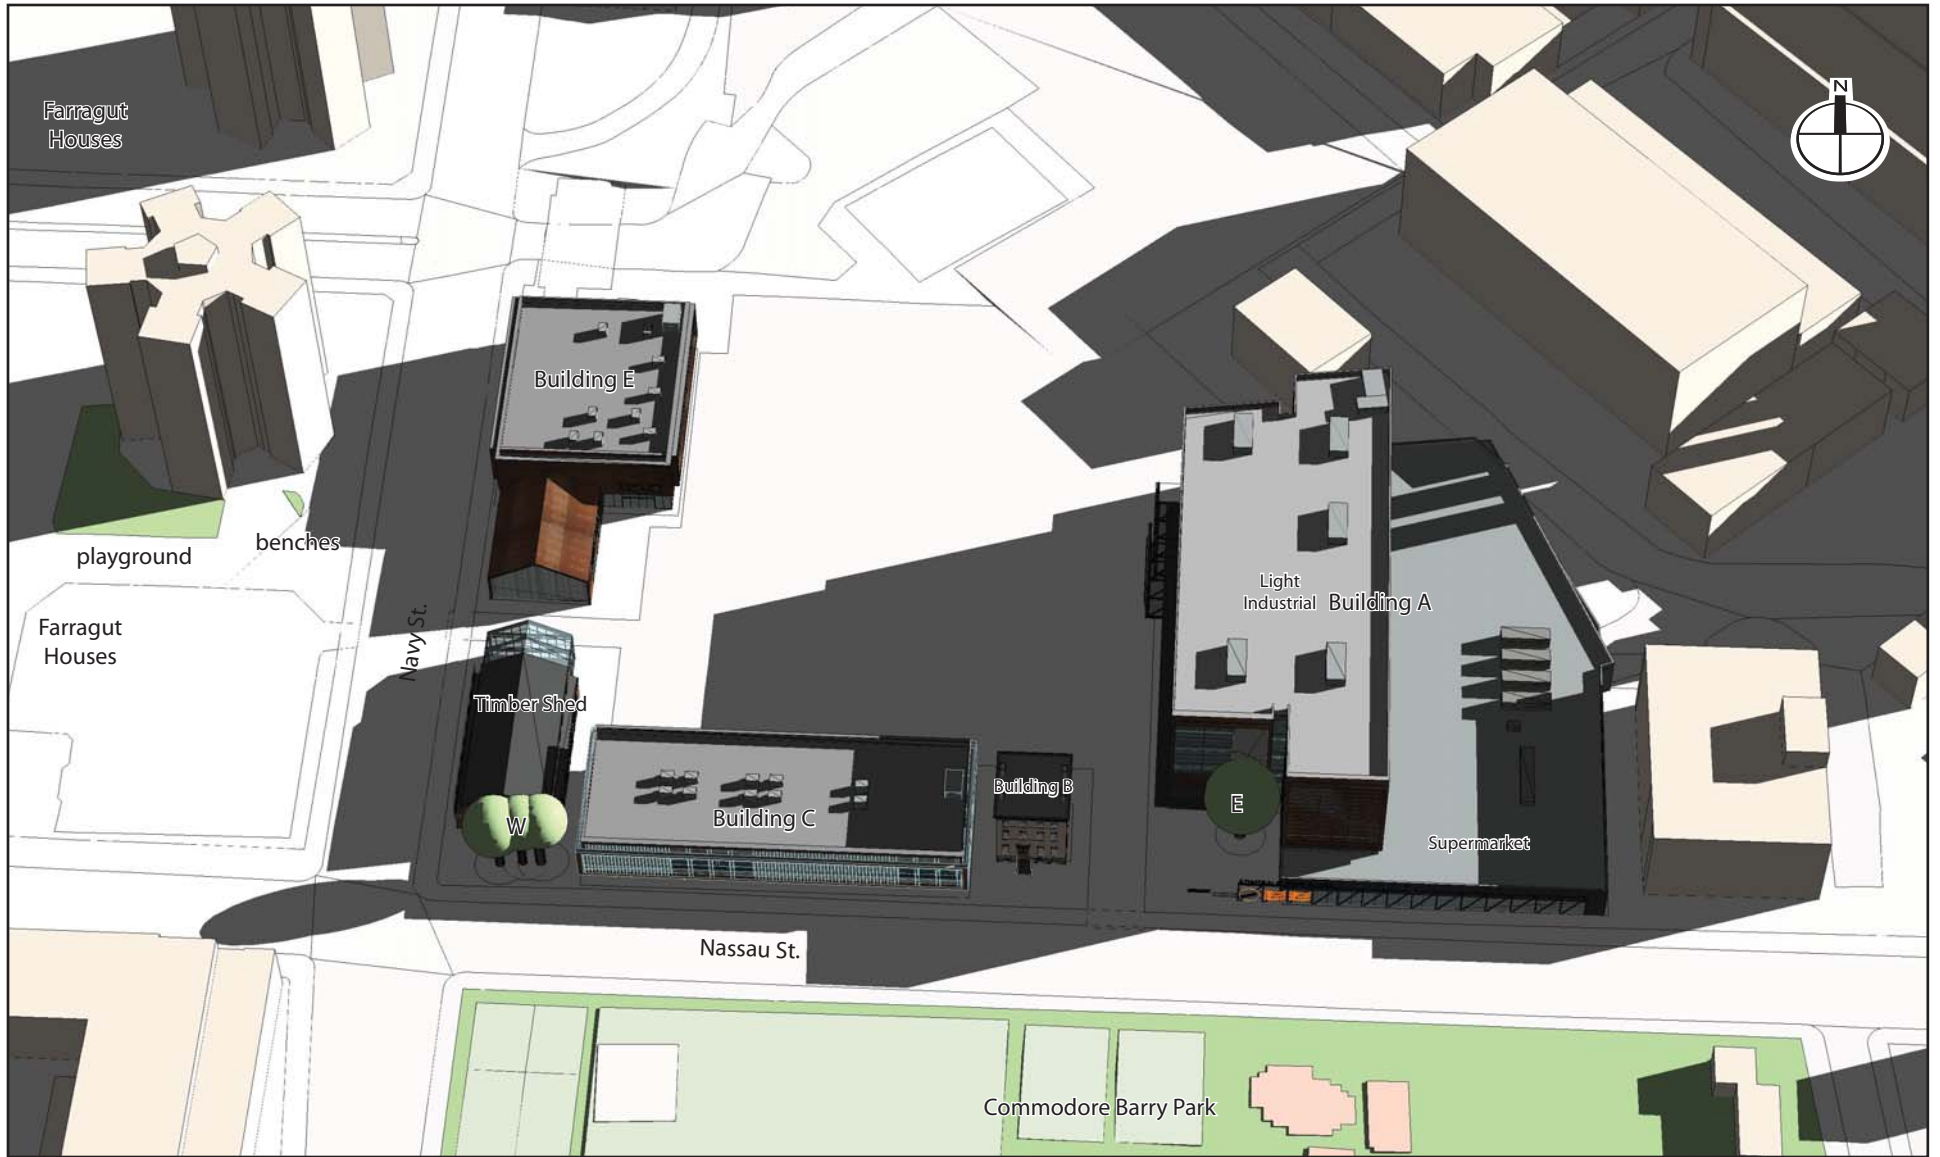 N
Farragut
Houses
Building E
playground
benches
Farragut
Houses
Navy St.
Light
Industrial
Building A
Timber Shed
Building B
Building C
W
E
Supermarket
Nassau St.
Commodore Barry Park